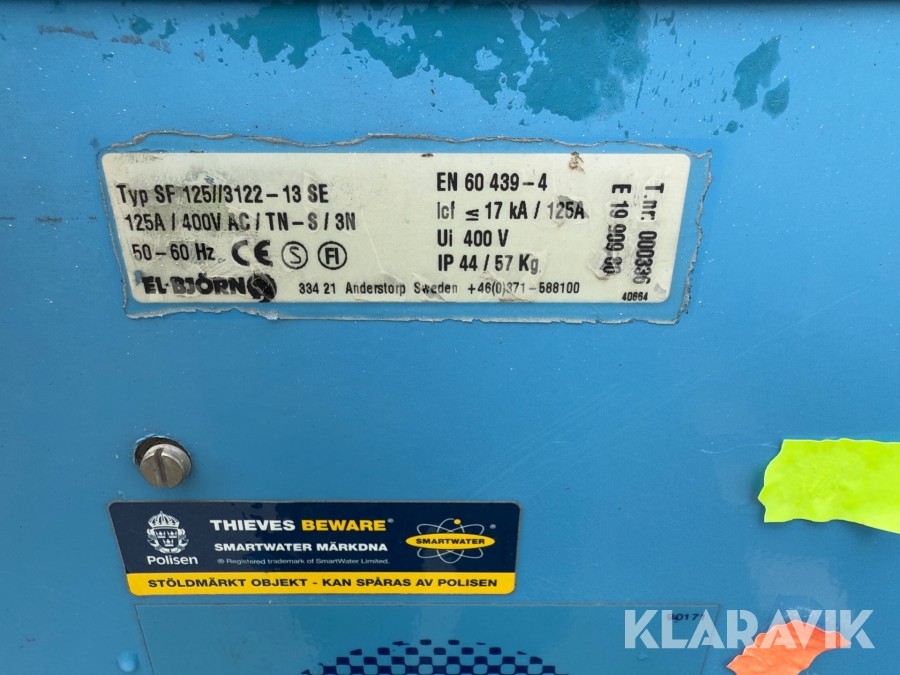 Typ SF 125//3122-13 SE
125A / 400V AC / TN-S / 3N
50-60 Hz CE S FI
EL-BJÖRN
EN 60 439-4
Icf ≤ 17 kA / 125A
Ui 400 V
IP 44 / 57 Kg
334 21 Anderstorp Sweden +46(0)371-588100
T.nr: 000336
E 19 909 80
40664
Polisen
THIEVES BEWARE®
SMARTWATER MÄRKDNA
® Registered trademark of SmartWater Limited.
SMARTWATER
STÖLDMÄRKT OBJEKT - KAN SPÅRAS AV POLISEN
KLARAVIK